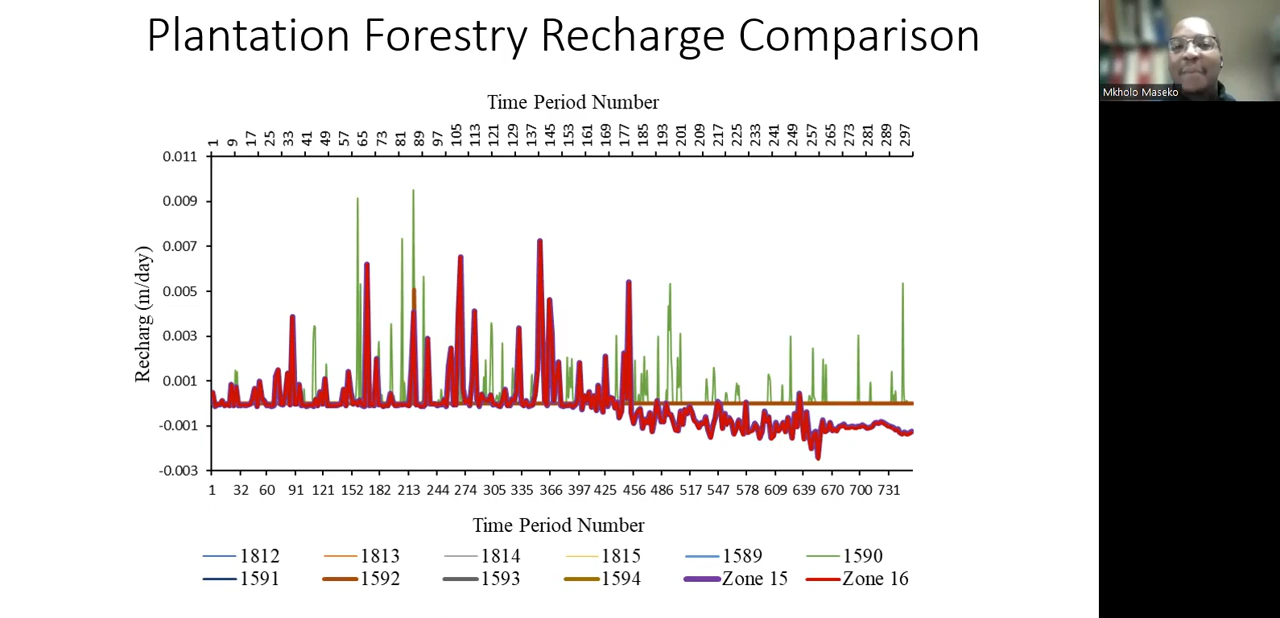 Plantation Forestry Recharge Comparison
Mkholo Maseko
Time Period Number
1 9 17 25 33 41 49 57 65 73 81 89 97 105 113 121 129 137 145 153 161 169 177 185 193 201 209 217 225 233 241 249 257 265 273 281 289 297
0.011
0.009
0.007
0.005
0.003
0.001
-0.001
-0.003
Recharg (m/day)
1 32 60 91 121 152 182 213 244 274 305 335 366 397 425 456 486 517 547 578 609 639 670 700 731
Time Period Number
1812 1813 1814 1815 1589 1590
1591 1592 1593 1594 Zone 15 Zone 16